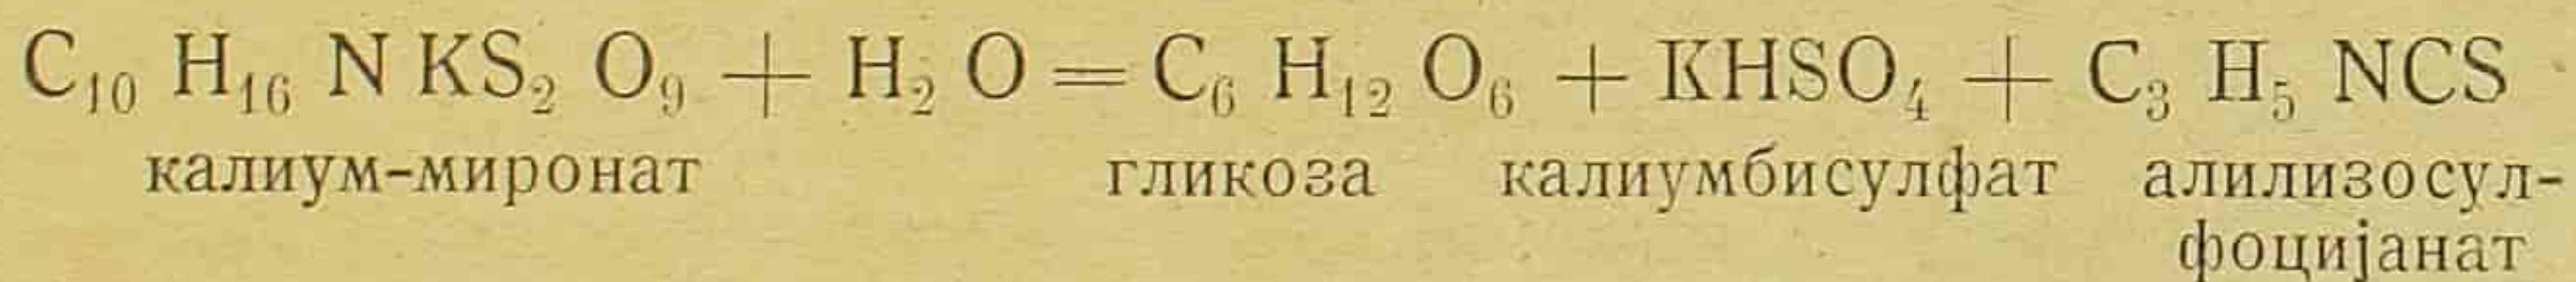 C₁₀ H₁₆ N KS₂ O₉ + H₂ O = C₆ H₁₂ O₆ + KHSO₄ + C₃ H₅ NCS
калиум-миронат гликоза калиумбисулфат алилизосул-
фоцијанат